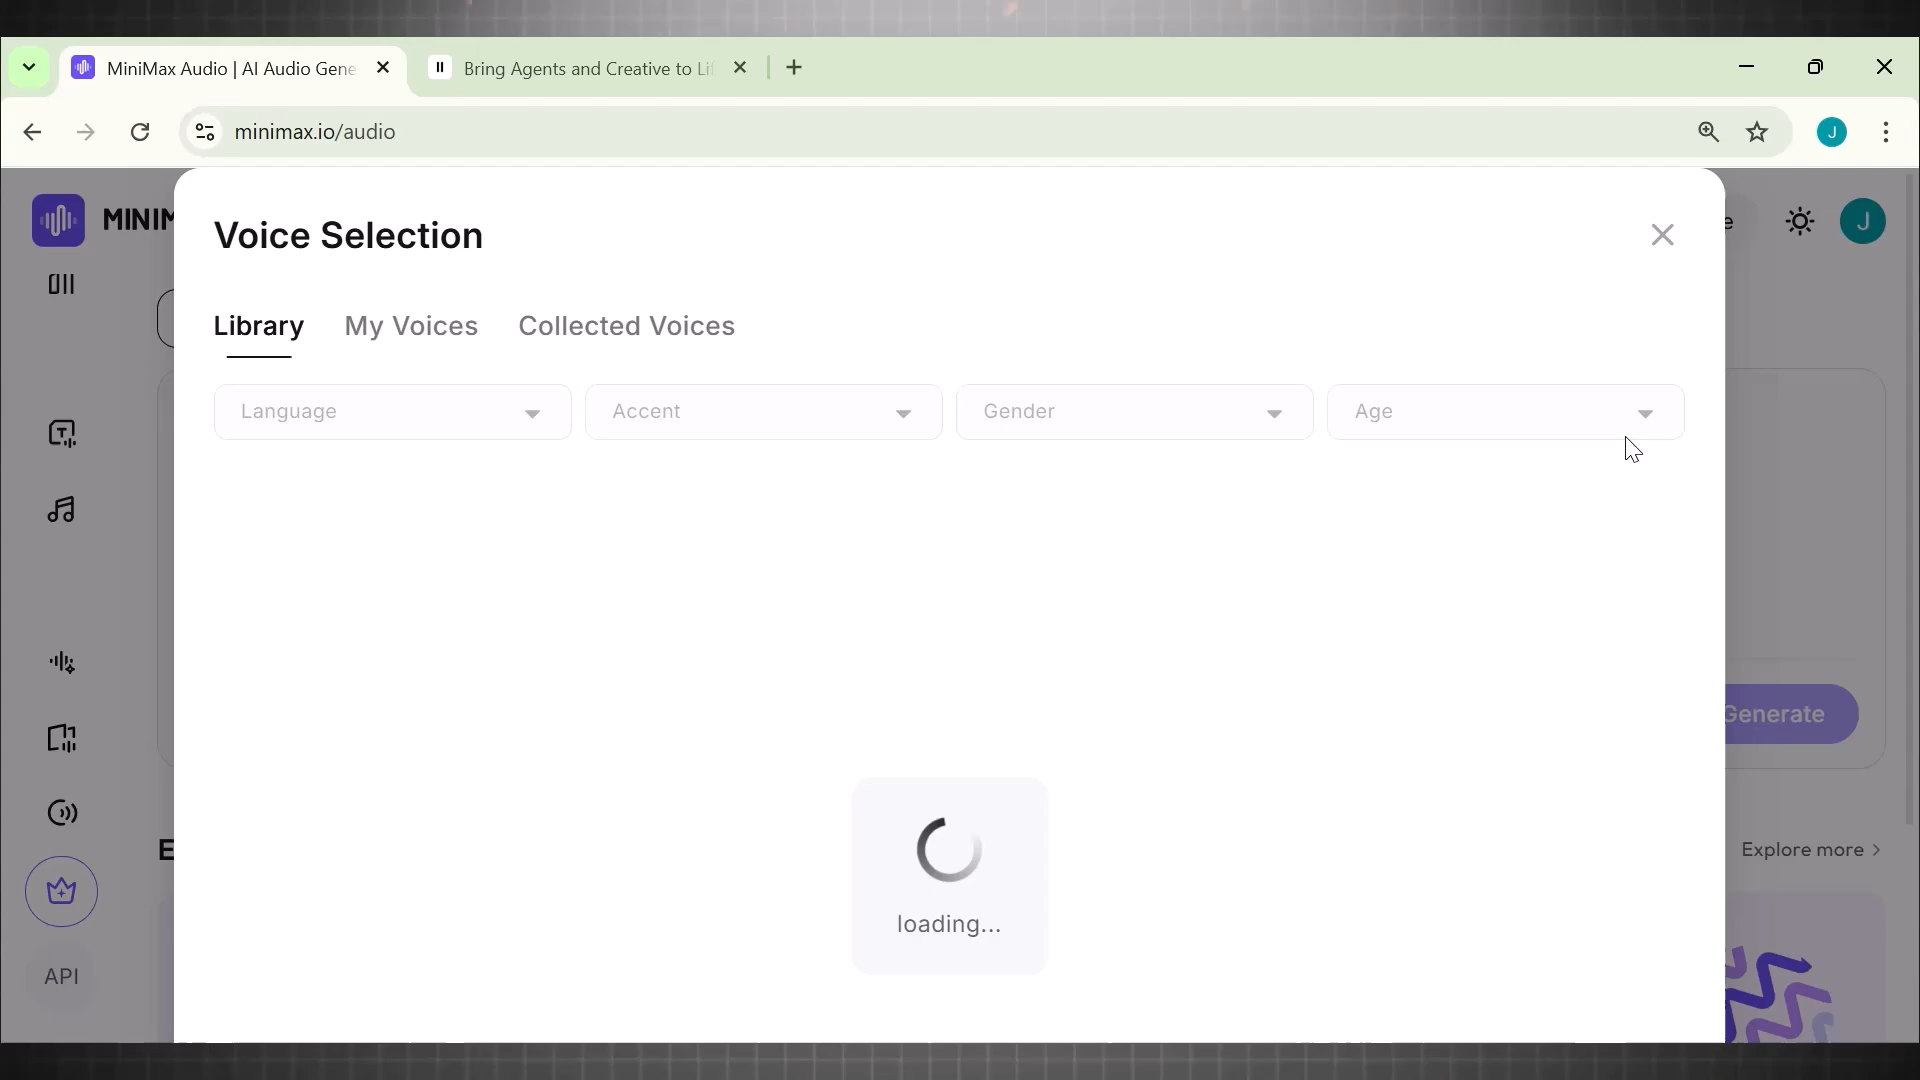 MiniMax Audio | AI Audio Gene
Bring Agents and Creative to Li
minimax.io/audio
J
MINIM
Voice Selection
e
J
Library My Voices Collected Voices
Language Accent Gender Age
Generate
E
Explore more >
loading...
API